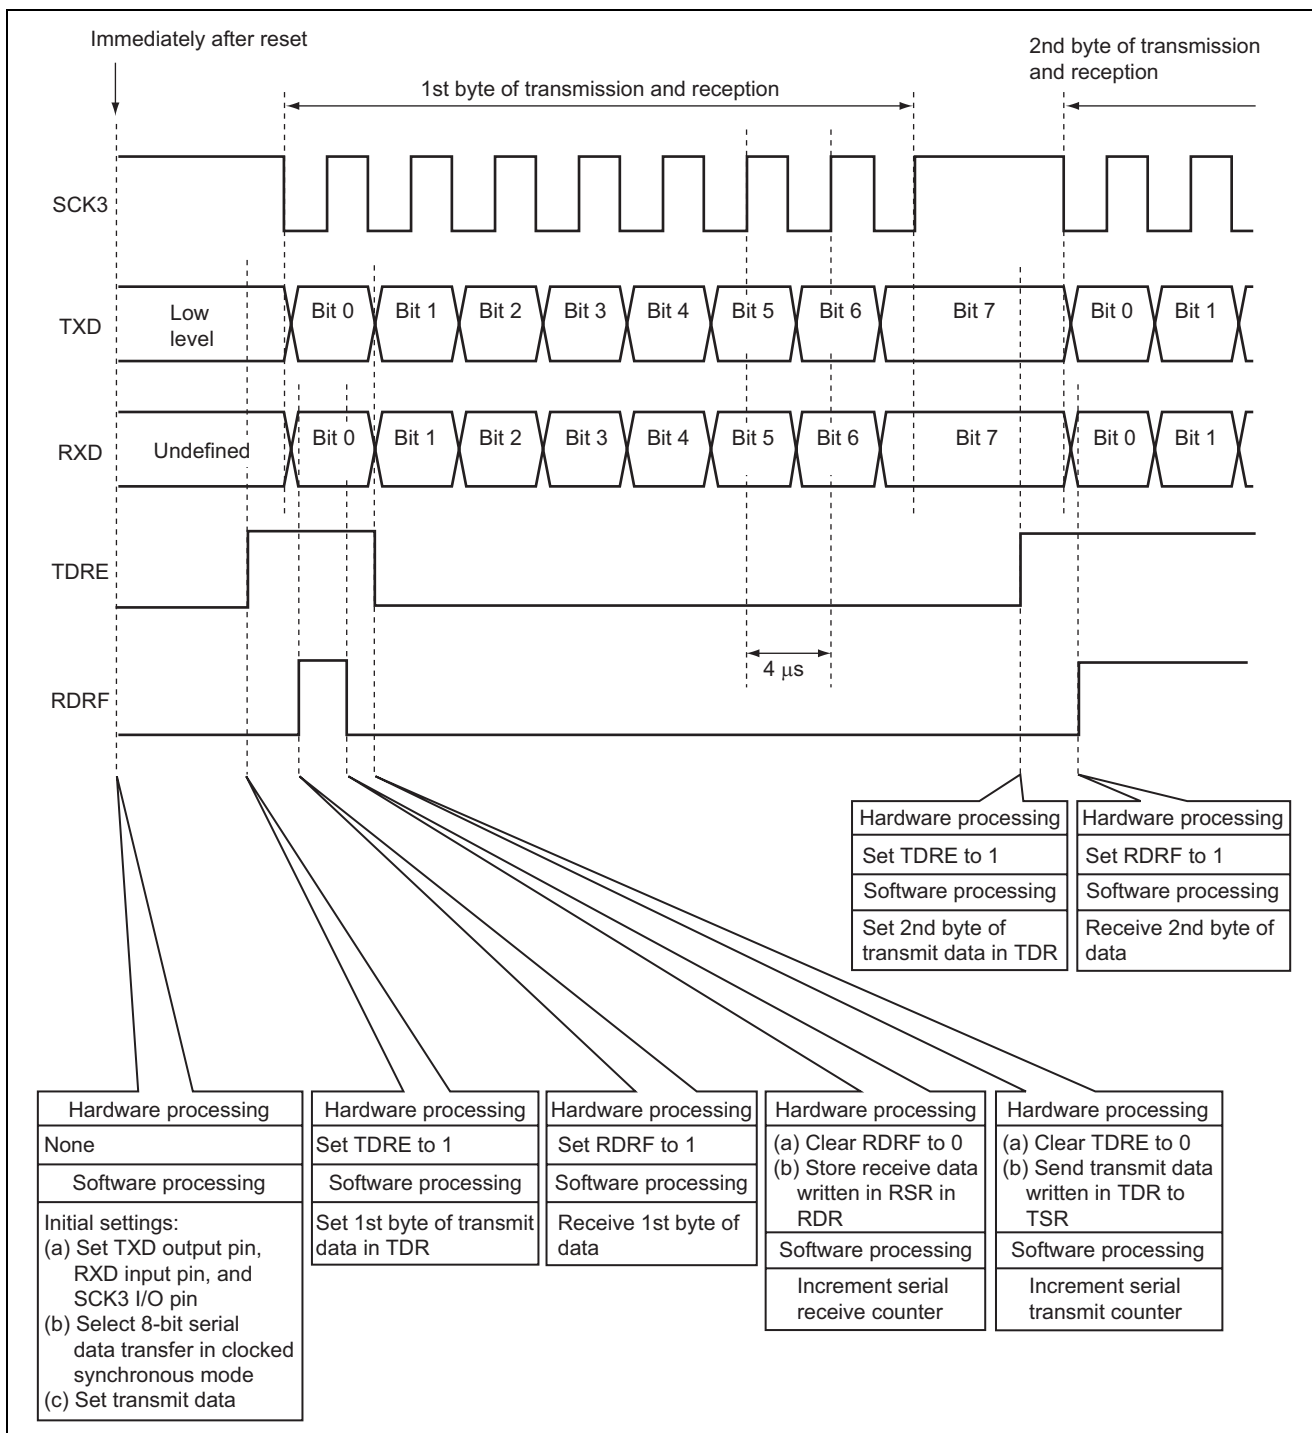 Immediately after reset
2nd byte of transmission
and reception
1st byte of transmission and reception
SCK3
TXD
Low
level
Bit 0
Bit 1
Bit 2
Bit 3
Bit 4
Bit 5
Bit 6
Bit 7
Bit 0
Bit 1
RXD
Undefined
Bit 0
Bit 1
Bit 2
Bit 3
Bit 4
Bit 5
Bit 6
Bit 7
Bit 0
Bit 1
TDRE
4 μs
RDRF
Hardware processing
Set TDRE to 1
Software processing
Set 2nd byte of
transmit data in TDR
Hardware processing
Set RDRF to 1
Software processing
Receive 2nd byte of
data
Hardware processing
None
Software processing
Initial settings:
(a) Set TXD output pin,
RXD input pin, and
SCK3 I/O pin
(b) Select 8-bit serial
data transfer in clocked
synchronous mode
(c) Set transmit data
Hardware processing
Set TDRE to 1
Software processing
Set 1st byte of transmit
data in TDR
Hardware processing
Set RDRF to 1
Software processing
Receive 1st byte of
data
Hardware processing
(a) Clear RDRF to 0
(b) Store receive data
written in RSR in
RDR
Software processing
Increment serial
receive counter
Hardware processing
(a) Clear TDRE to 0
(b) Send transmit data
written in TDR to
TSR
Software processing
Increment serial
transmit counter